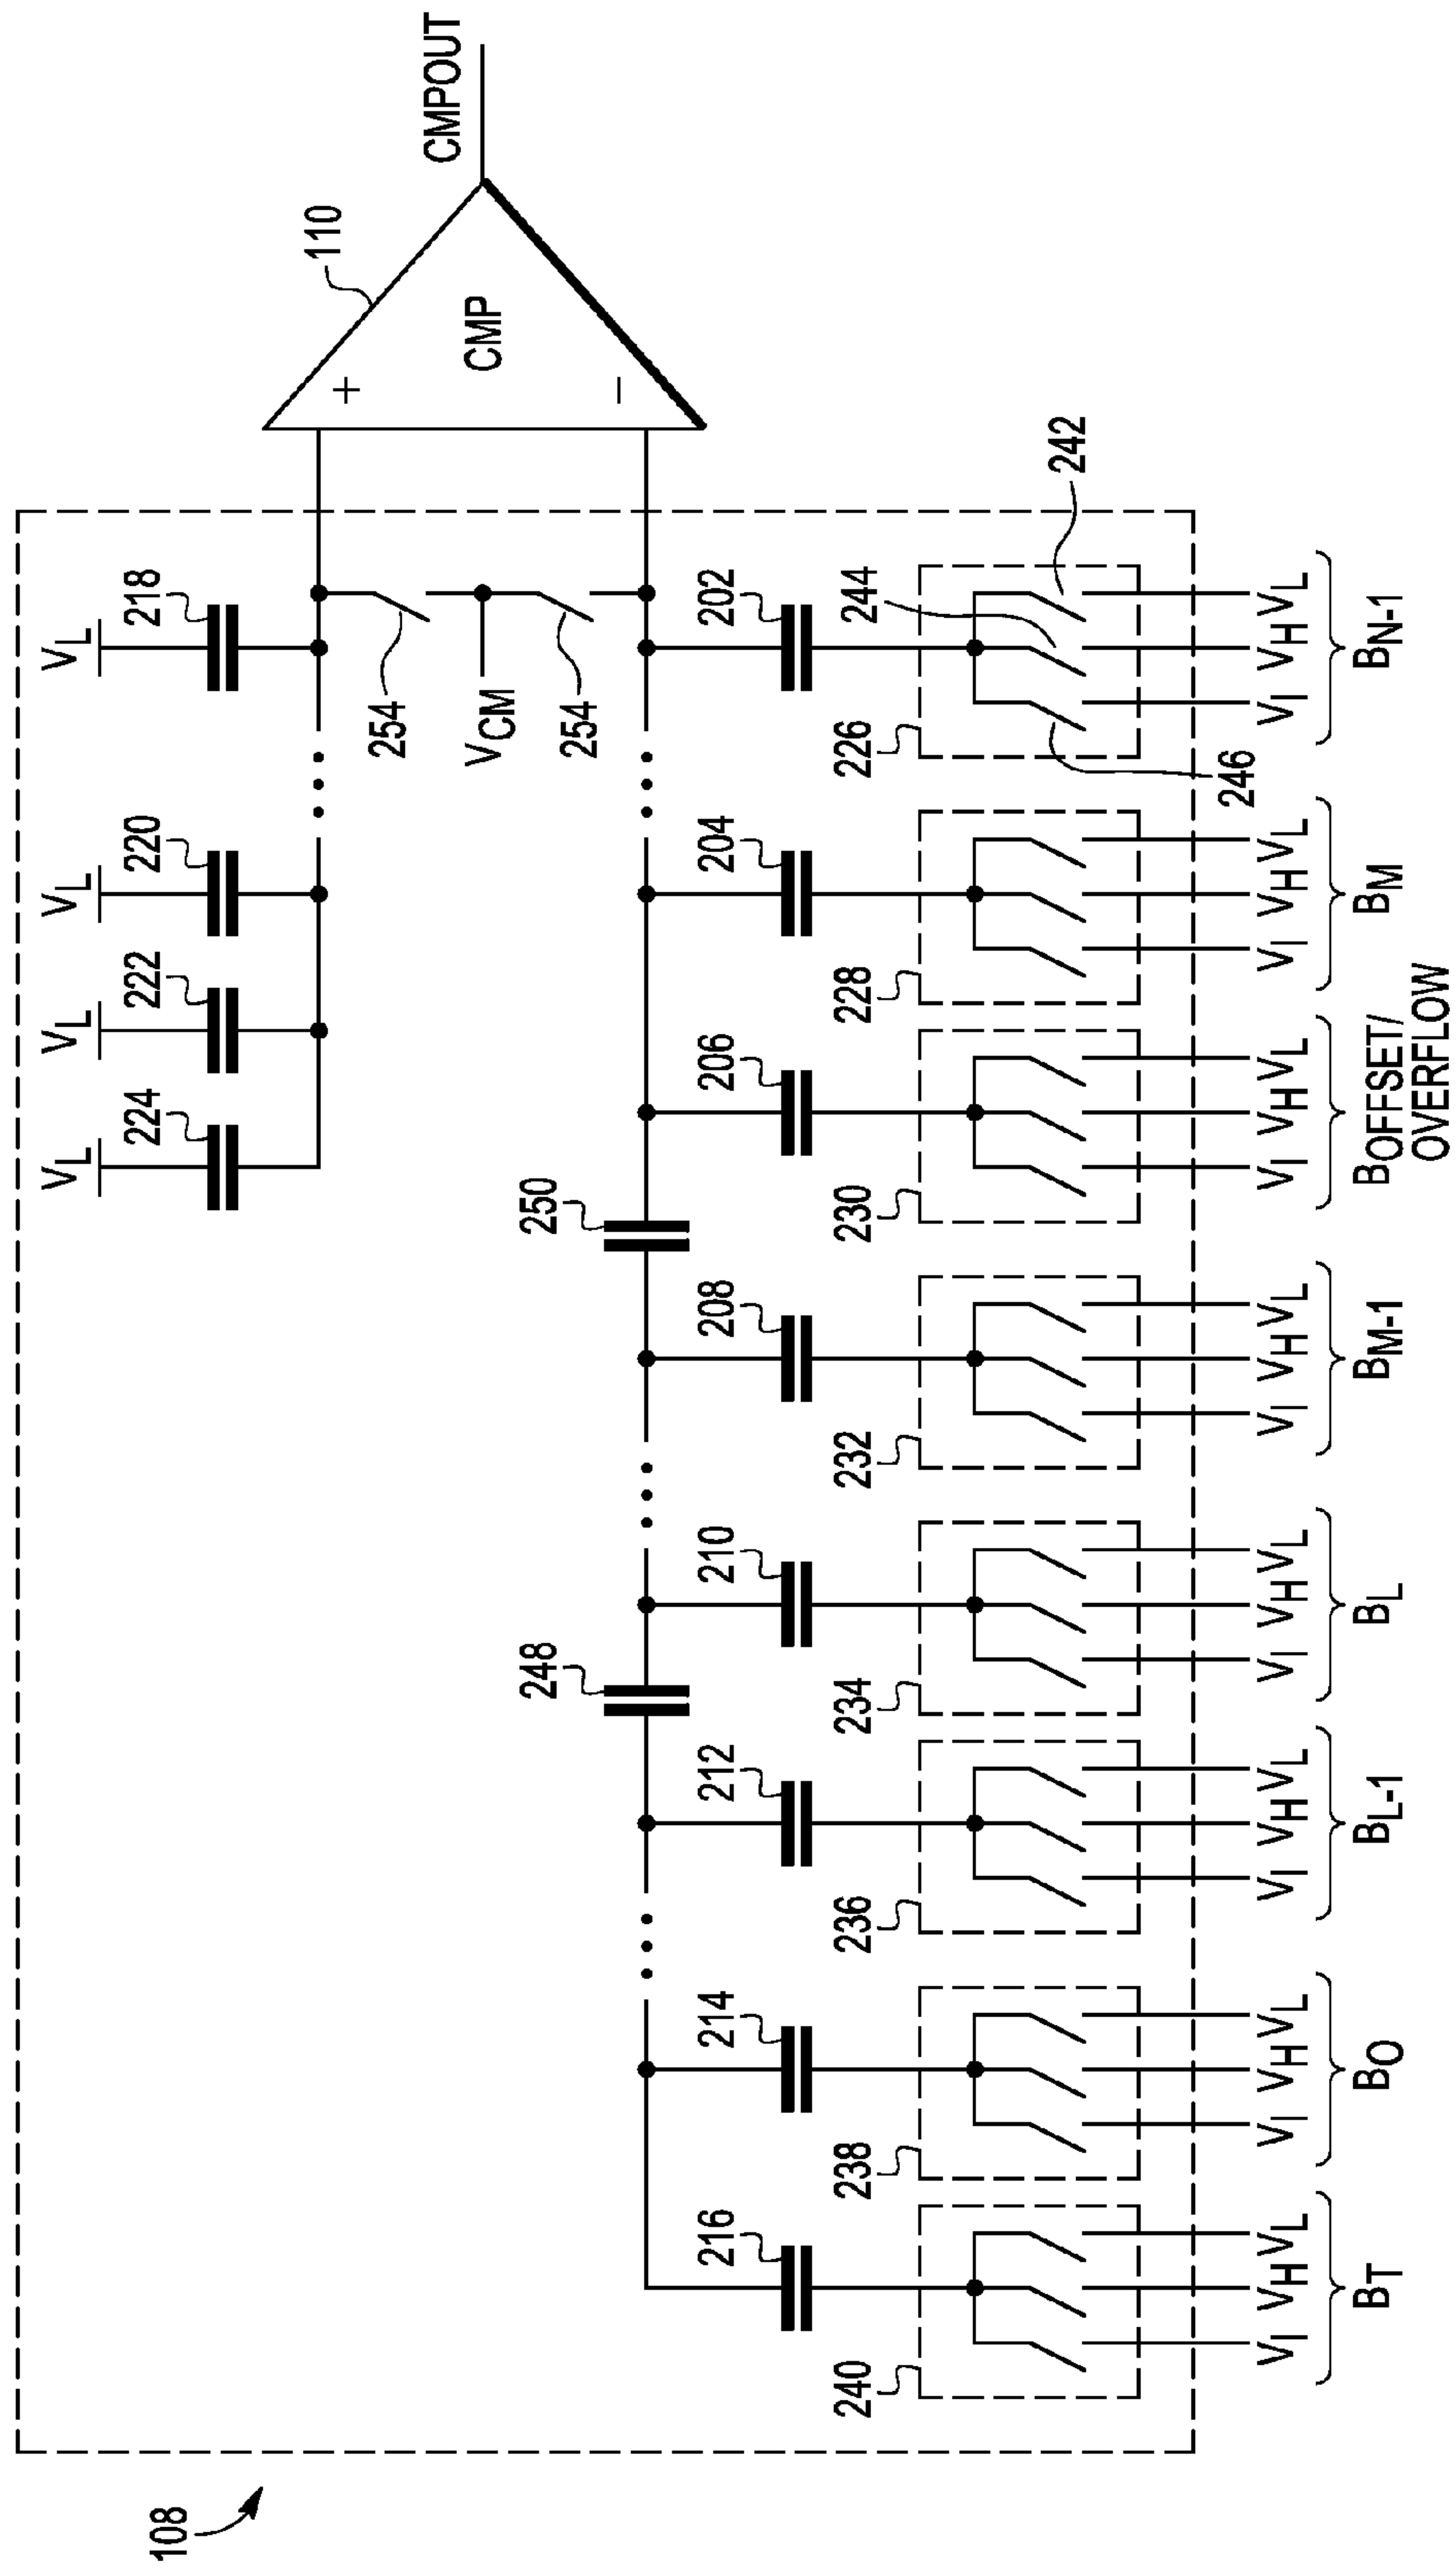 108
V_L V_L V_L V_L
224 222 220 218
110
CMPOUT
+
CMP
−
254
V_CM
254
248 250
216 214 212 210 208 206 204 202
240 238 236 234 232 230 228 226
244 242
246
V_I V_H V_L V_I V_H V_L V_I V_H V_L V_I V_H V_L V_I V_H V_L V_I V_H V_L V_I V_H V_L V_I V_H V_L
B_T B_0 B_L-1 B_L B_M-1 B_OFFSET/ B_M B_N-1
OVERFLOW